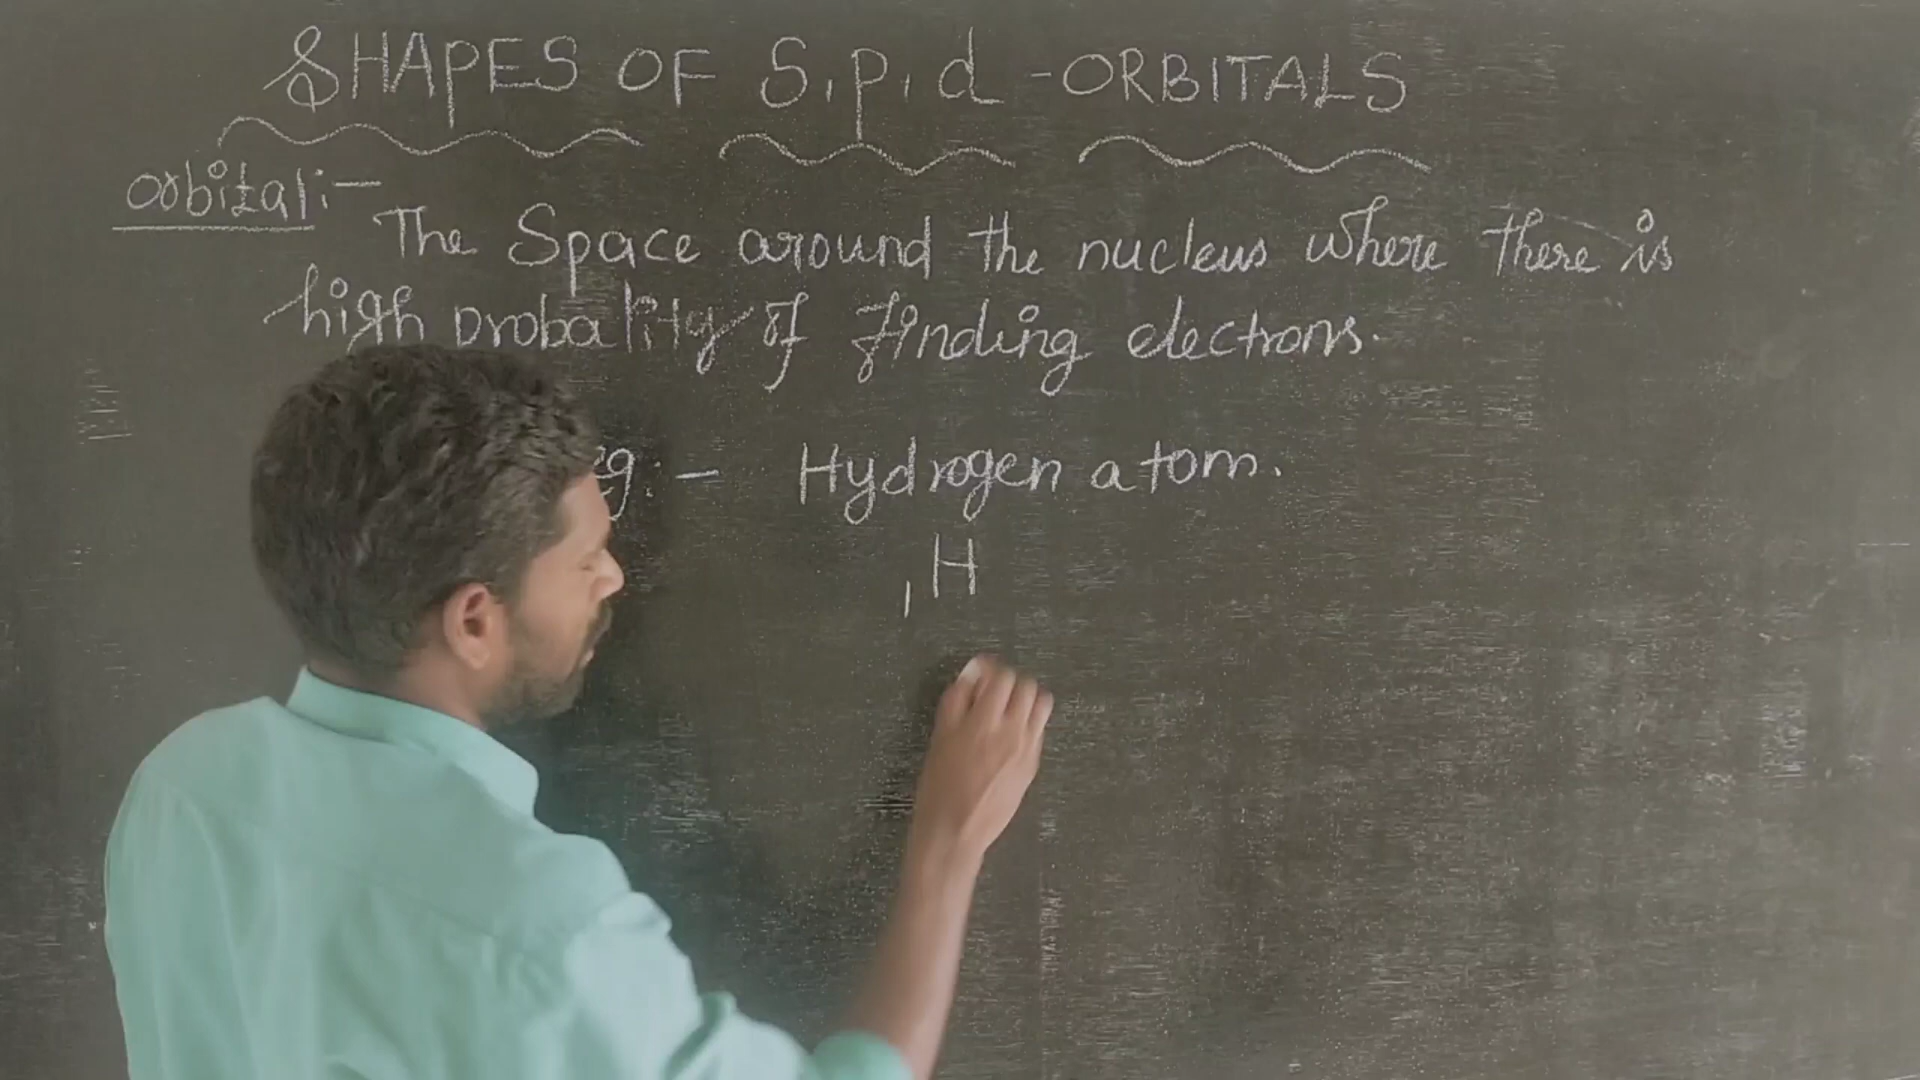 SHAPES OF S, p, d - ORBITALS
orbital:-
The Space around the nucleus where there is
high probality of finding electrons.
eg:- Hydrogen atom.
₁H